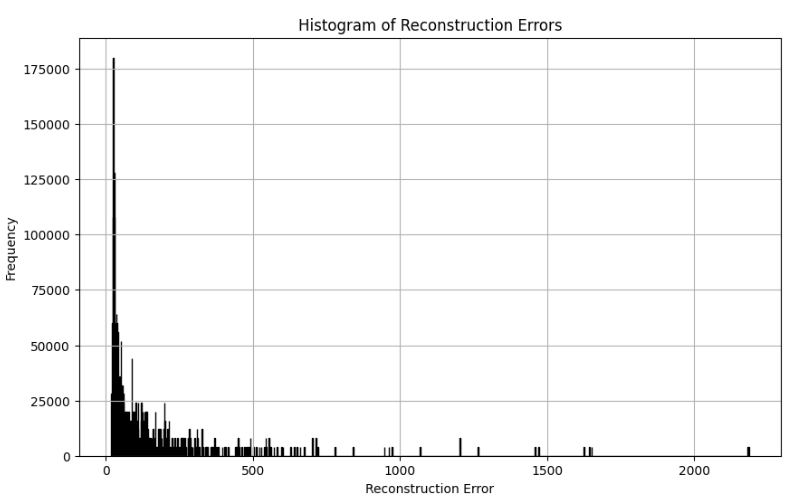 Histogram of Reconstruction Errors
175000
150000
125000
100000
75000
50000
25000
0
Frequency
0 500 1000 1500 2000
Reconstruction Error